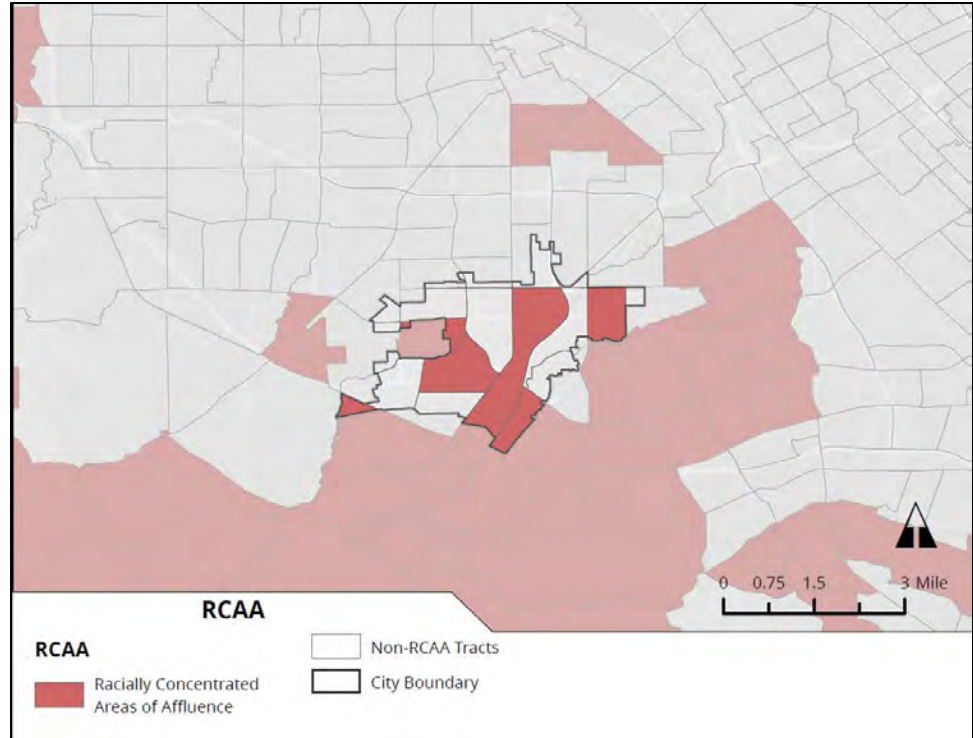 0 0.75 1.5 3 Mile
RCAA
RCAA
Racially Concentrated
Areas of Affluence
Non-RCAA Tracts
City Boundary